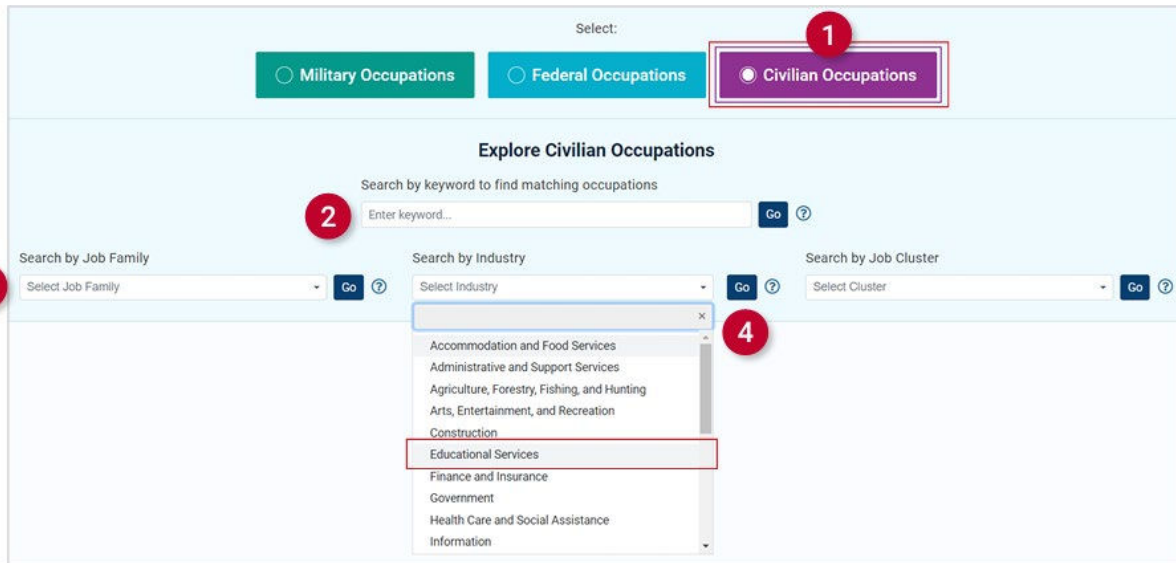 Select:
1
Military Occupations
Federal Occupations
Civilian Occupations
Explore Civilian Occupations
Search by keyword to find matching occupations
2
Enter keyword...
Go
?
Search by Job Family
Search by Industry
Search by Job Cluster
Select Job Family
Go
?
Select Industry
Go
?
Select Cluster
Go
?
×
4
Accommodation and Food Services
Administrative and Support Services
Agriculture, Forestry, Fishing, and Hunting
Arts, Entertainment, and Recreation
Construction
Educational Services
Finance and Insurance
Government
Health Care and Social Assistance
Information